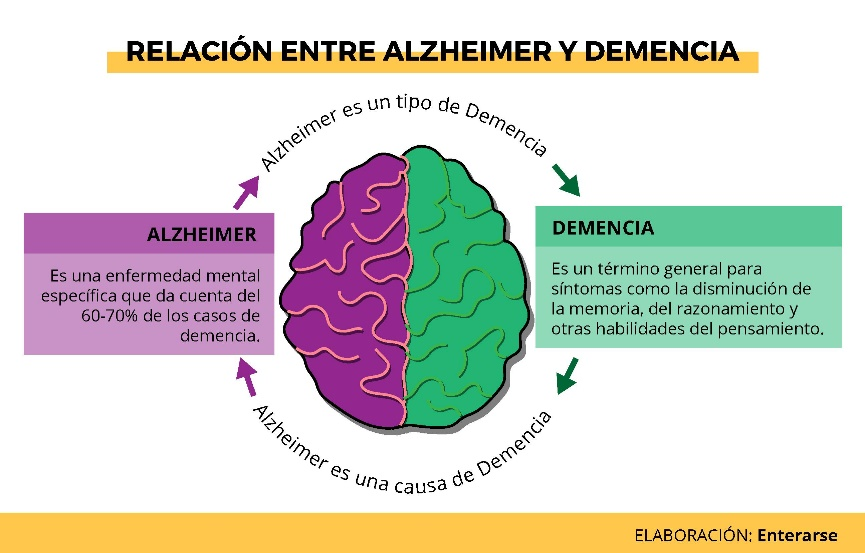 RELACIÓN ENTRE ALZHEIMER Y DEMENCIA
Alzheimer es un tipo de Demencia
ALZHEIMER
Es una enfermedad mental
específica que da cuenta del
60-70% de los casos de
demencia.
DEMENCIA
Es un término general para
síntomas como la disminución de
la memoria, del razonamiento y
otras habilidades del pensamiento.
Alzheimer es una causa de Demencia
ELABORACIÓN: Enterarse